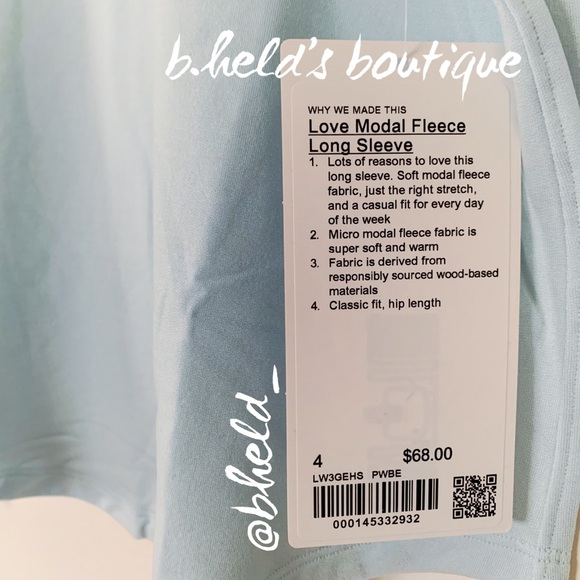 b.held's boutique
WHY WE MADE THIS
Love Modal Fleece
Long Sleeve
1. Lots of reasons to love this
long sleeve. Soft modal fleece
fabric, just the right stretch,
and a casual fit for every day
of the week
2. Micro modal fleece fabric is
super soft and warm
3. Fabric is derived from
responsibly sourced wood-based
materials
4. Classic fit, hip length
4 $68.00
LW3GEHS PWBE
000145332932
@bheld_